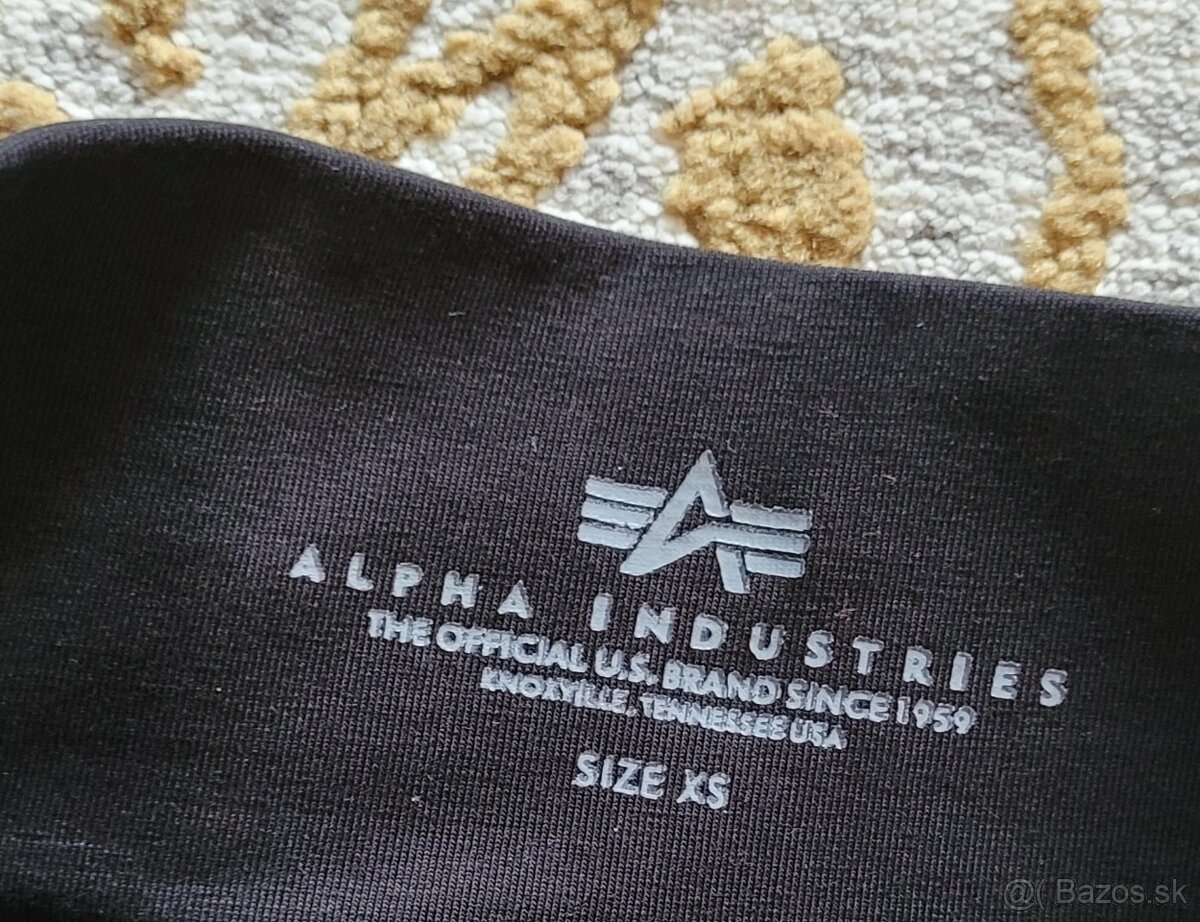 ALPHA INDUSTRIES
THE OFFICIAL U.S. BRAND SINCE 1959
KNOXVILLE, TENNESSEE USA
SIZE XS
@( Bazos.sk